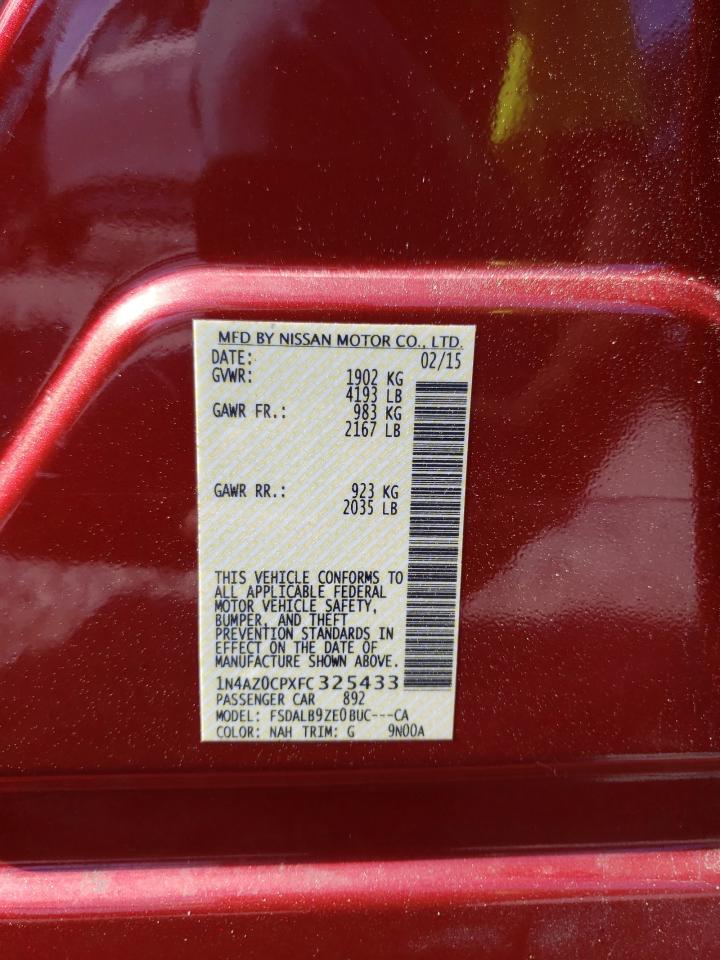 MFD BY NISSAN MOTOR CO., LTD.
DATE: 02/15
GVWR: 1902 KG
4193 LB
GAWR FR.: 983 KG
2167 LB
GAWR RR.: 923 KG
2035 LB
THIS VEHICLE CONFORMS TO
ALL APPLICABLE FEDERAL
MOTOR VEHICLE SAFETY,
BUMPER, AND THEFT
PREVENTION STANDARDS IN
EFFECT ON THE DATE OF
MANUFACTURE SHOWN ABOVE.
1N4AZ0CPXFC325433
PASSENGER CAR 892
MODEL: FSDALB9ZE0BUC---CA
COLOR: NAH TRIM: G 9N00A